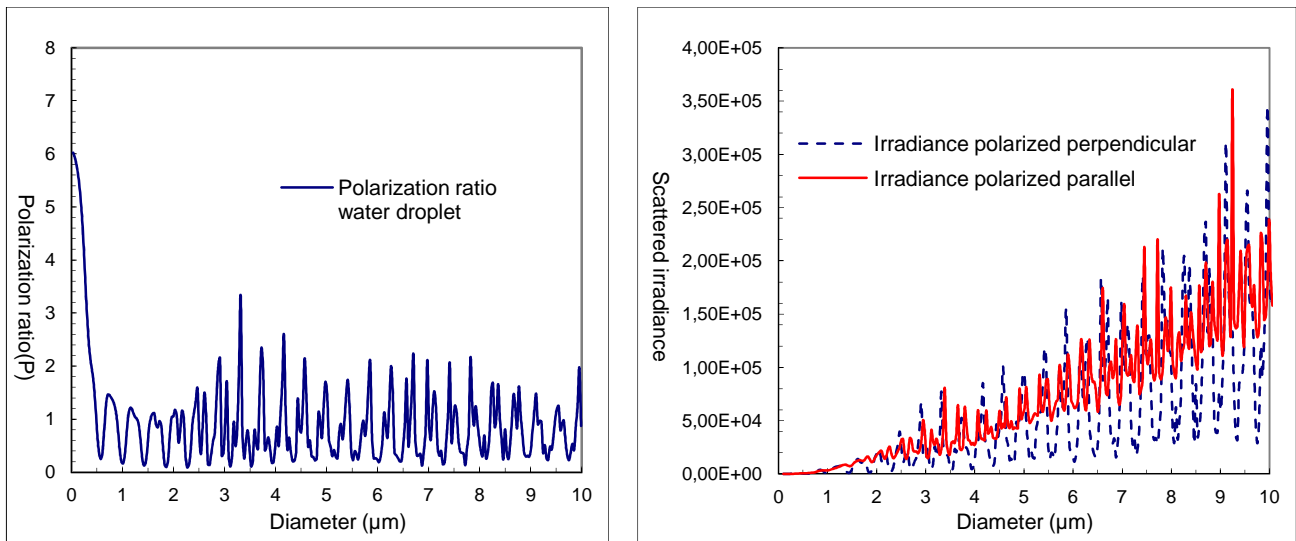 8
7
6
5
4
3
2
1
0
Polarization ratio(P)
Polarization ratio
water droplet
0 1 2 3 4 5 6 7 8 9 10
Diameter (µm)
4,00E+05
3,50E+05
3,00E+05
2,50E+05
2,00E+05
1,50E+05
1,00E+05
5,00E+04
0,00E+00
Scattered irradiance
Irradiance polarized perpendicular
Irradiance polarized parallel
0 1 2 3 4 5 6 7 8 9 10
Diameter (µm)